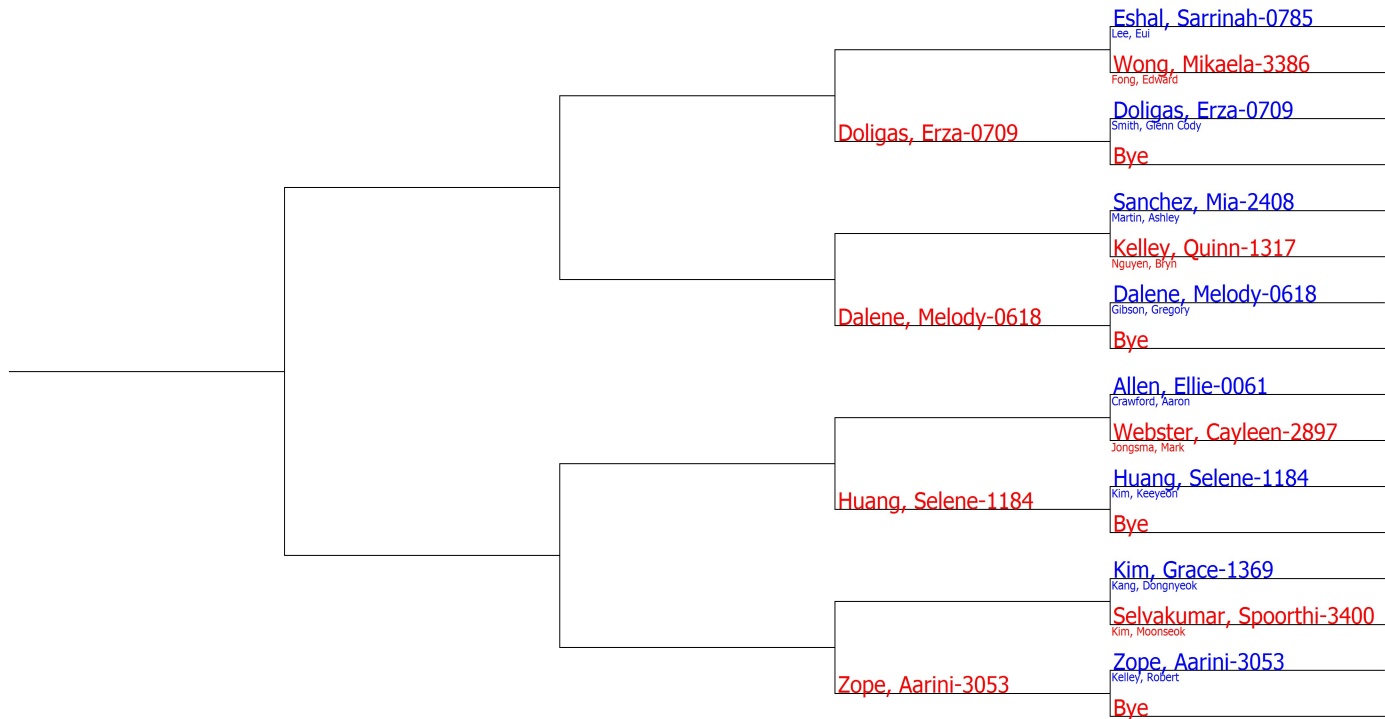 Eshal, Sarrinah-0785
Lee, Eui
Wong, Mikaela-3386
Fong, Edward
Doligas, Erza-0709
Smith, Glenn Cody
Doligas, Erza-0709
Bye
Sanchez, Mia-2408
Martin, Ashley
Kelley, Quinn-1317
Nguyen, Bryn
Dalene, Melody-0618
Gibson, Gregory
Dalene, Melody-0618
Bye
Allen, Ellie-0061
Crawford, Aaron
Webster, Cayleen-2897
Jongsma, Mark
Huang, Selene-1184
Kim, Keeyeon
Huang, Selene-1184
Bye
Kim, Grace-1369
Kang, Dongnyeok
Selvakumar, Spoorthi-3400
Kim, Moonseok
Zope, Aarini-3053
Kelley, Robert
Zope, Aarini-3053
Bye